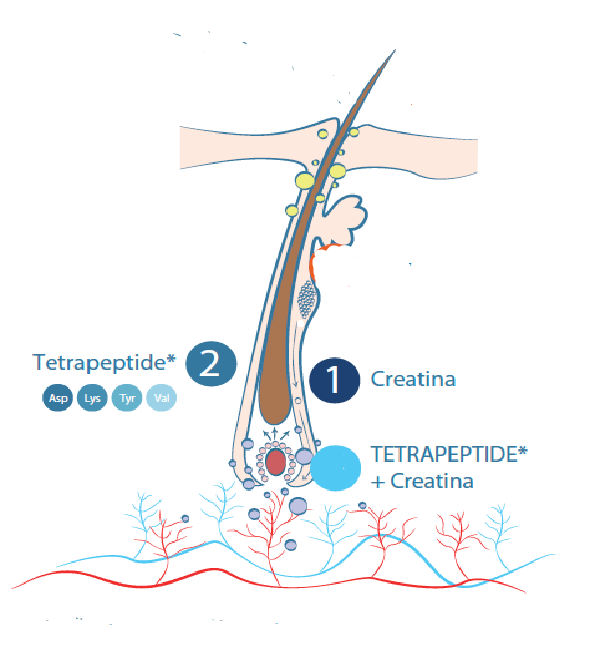 Tetrapeptide*
2
Asp Lys Tyr Val
1
Creatina
TETRAPEPTIDE*
+ Creatina